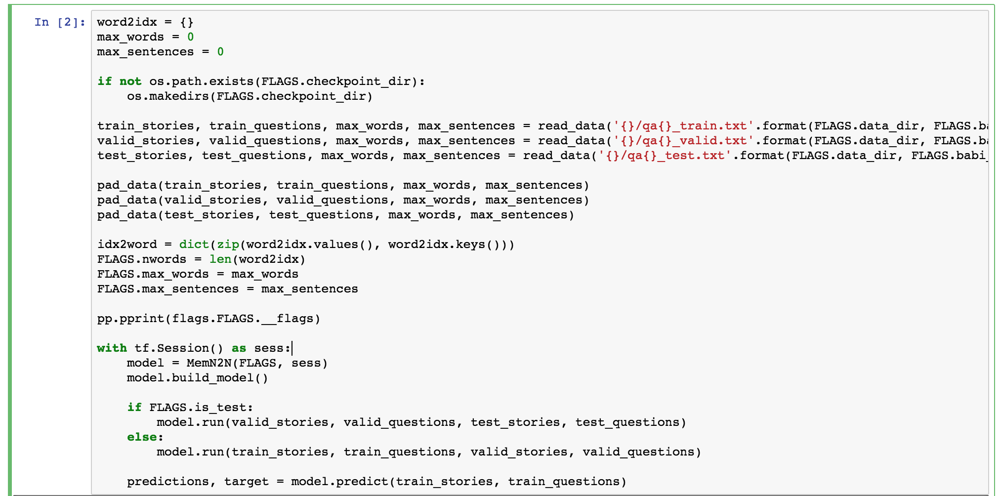 In [2]:
word2idx = {}
max_words = 0
max_sentences = 0

if not os.path.exists(FLAGS.checkpoint_dir):
    os.makedirs(FLAGS.checkpoint_dir)

train_stories, train_questions, max_words, max_sentences = read_data('{}/qa{}_train.txt'.format(FLAGS.data_dir,
valid_stories, valid_questions, max_words, max_sentences = read_data('{}/qa{}_valid.txt'.format(FLAGS.data_dir,
test_stories, test_questions, max_words, max_sentences = read_data('{}/qa{}_test.txt'.format(FLAGS.data_dir, FLAGS.babi_

pad_data(train_stories, train_questions, max_words, max_sentences)
pad_data(valid_stories, valid_questions, max_words, max_sentences)
pad_data(test_stories, test_questions, max_words, max_sentences)

idx2word = dict(zip(word2idx.values(), word2idx.keys()))
FLAGS.nwords = len(word2idx)
FLAGS.max_words = max_words
FLAGS.max_sentences = max_sentences

pp.pprint(flags.FLAGS.__flags)

with tf.Session() as sess:
    model = MemN2N(FLAGS, sess)
    model.build_model()

    if FLAGS.is_test:
        model.run(valid_stories, valid_questions, test_stories, test_questions)
    else:
        model.run(train_stories, train_questions, valid_stories, valid_questions)

    predictions, target = model.predict(train_stories, train_questions)